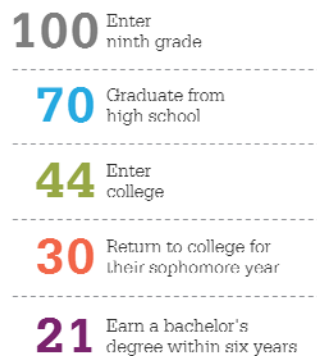 100 Enter
ninth grade
70 Graduate from
high school
44 Enter
college
30 Return to college for
their sophomore year
21 Earn a bachelor's
degree within six years